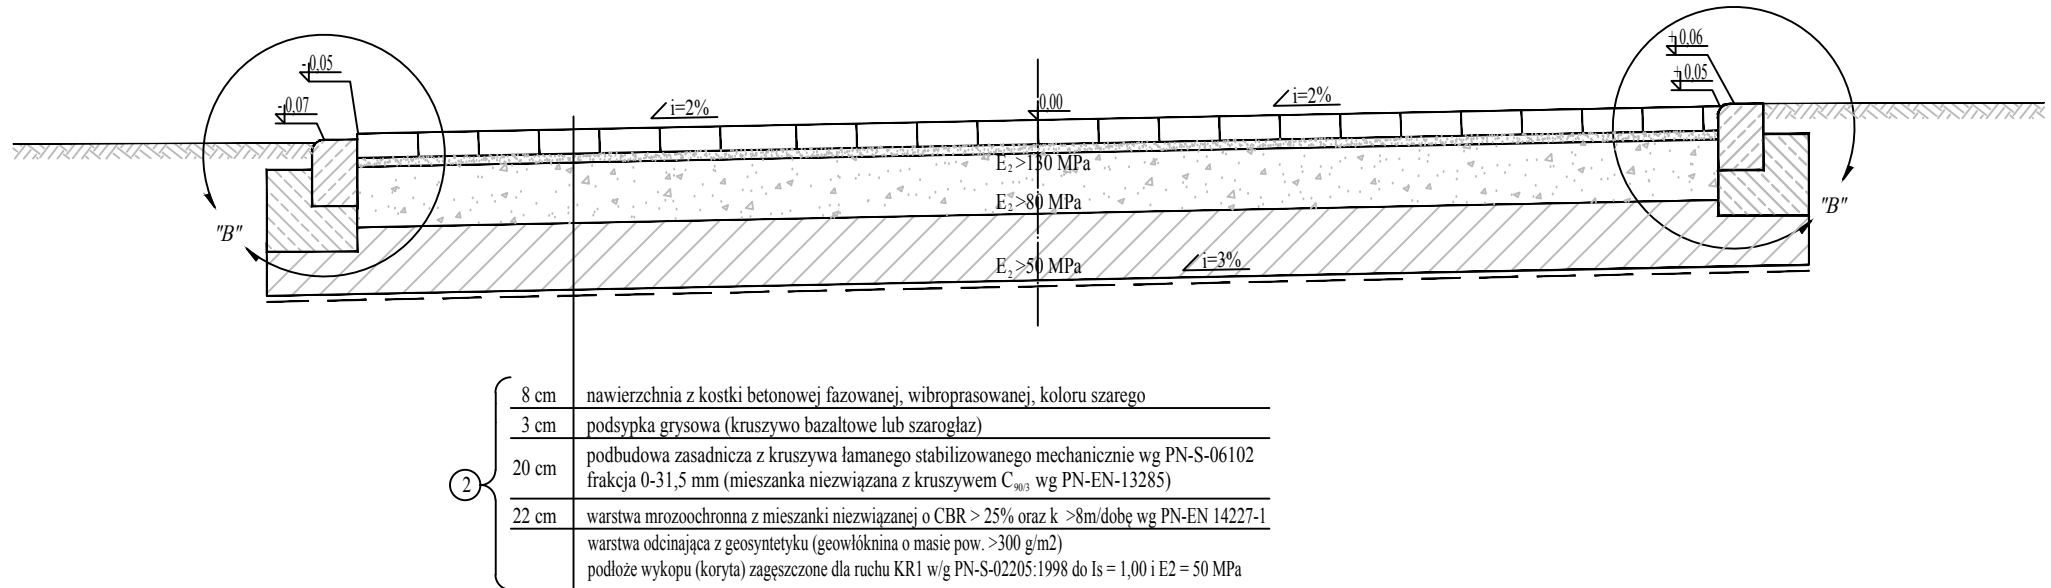 +0,06
-0,05
+0,05
-0,07
i=2%
0,00
i=2%
E₂>130 MPa
E₂>80 MPa
"B"
"B"
E₂>50 MPa
i=3%
8 cm nawierzchnia z kostki betonowej fazowanej, wibroprasowanej, koloru szarego
3 cm podsypka grysowa (kruszywo bazaltowe lub szarogłaz)
20 cm podbudowa zasadnicza z kruszywa łamanego stabilizowanego mechanicznie wg PN-S-06102
frakcja 0-31,5 mm (mieszanka niezwiązana z kruszywem C90/3 wg PN-EN-13285)
2
22 cm warstwa mrozoochronna z mieszanki niezwiązanej o CBR > 25% oraz k >8m/dobę wg PN-EN 14227-1
warstwa odcinająca z geosyntetyku (geowłóknina o masie pow. >300 g/m2)
podłoże wykopu (koryta) zagęszczone dla ruchu KR1 w/g PN-S-02205:1998 do Is = 1,00 i E2 = 50 MPa